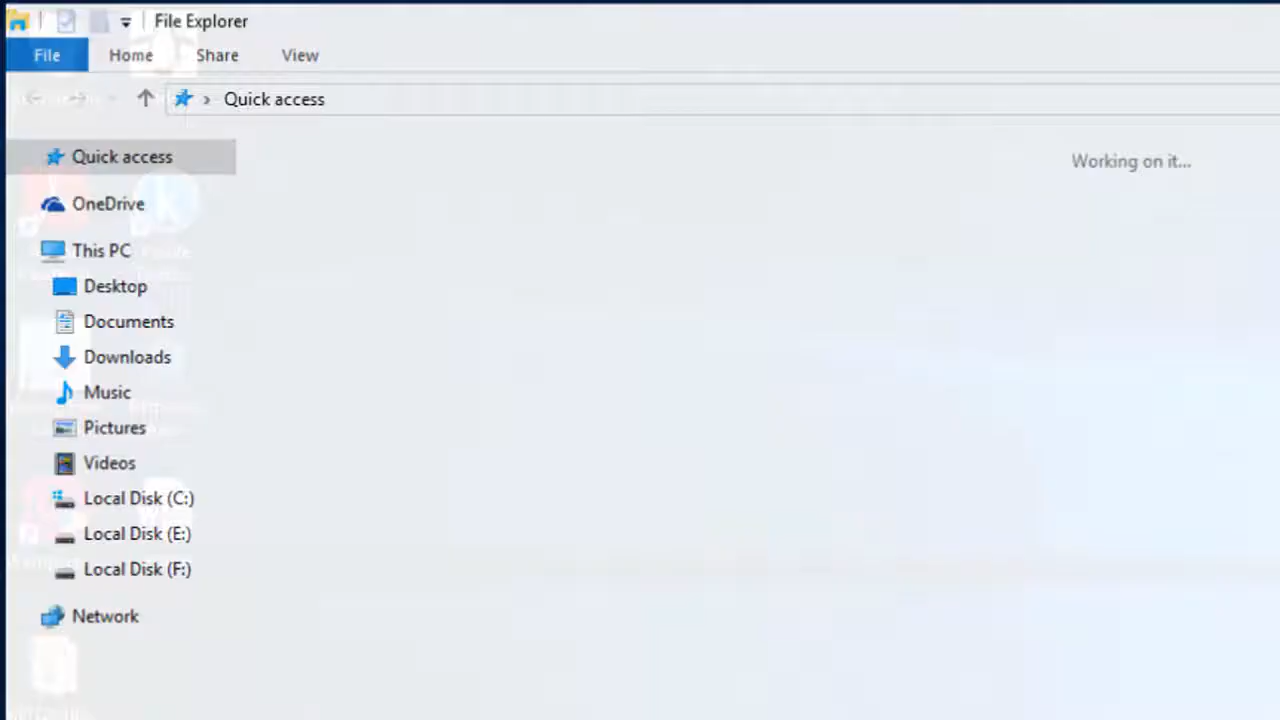 File Explorer
File Home Share View
Quick access
Quick access
Working on it...
OneDrive
This PC
Desktop
Documents
Downloads
Music
Pictures
Videos
Local Disk (C:)
Local Disk (E:)
Local Disk (F:)
Network